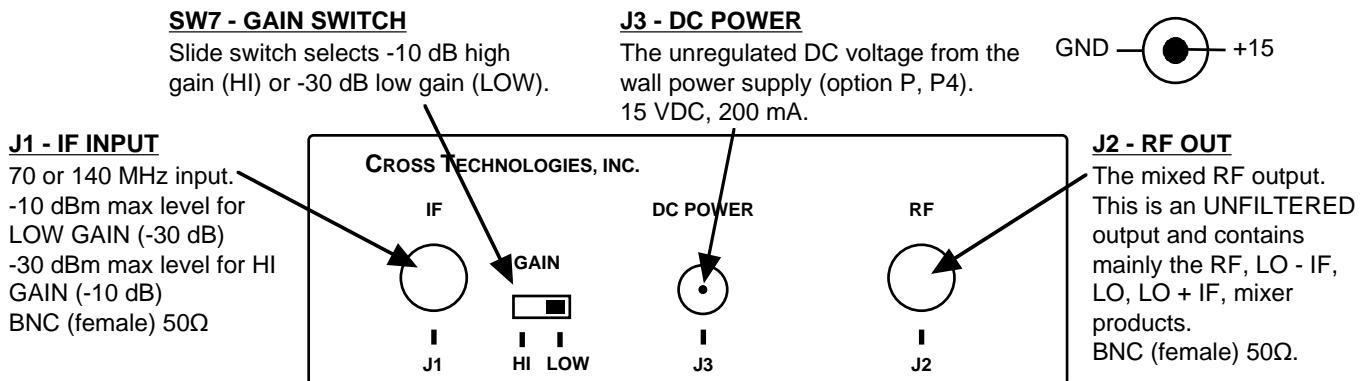 SW7 - GAIN SWITCH
Slide switch selects -10 dB high
gain (HI) or -30 dB low gain (LOW).
J3 - DC POWER
The unregulated DC voltage from the
wall power supply (option P, P4).
15 VDC, 200 mA.
GND
+15
J1 - IF INPUT
70 or 140 MHz input.
-10 dBm max level for
LOW GAIN (-30 dB)
-30 dBm max level for HI
GAIN (-10 dB)
BNC (female) 50Ω
CROSS TECHNOLOGIES, INC.
IF
DC POWER
RF
GAIN
J1
HI LOW
J3
J2
J2 - RF OUT
The mixed RF output.
This is an UNFILTERED
output and contains
mainly the RF, LO - IF,
LO, LO + IF, mixer
products.
BNC (female) 50Ω.